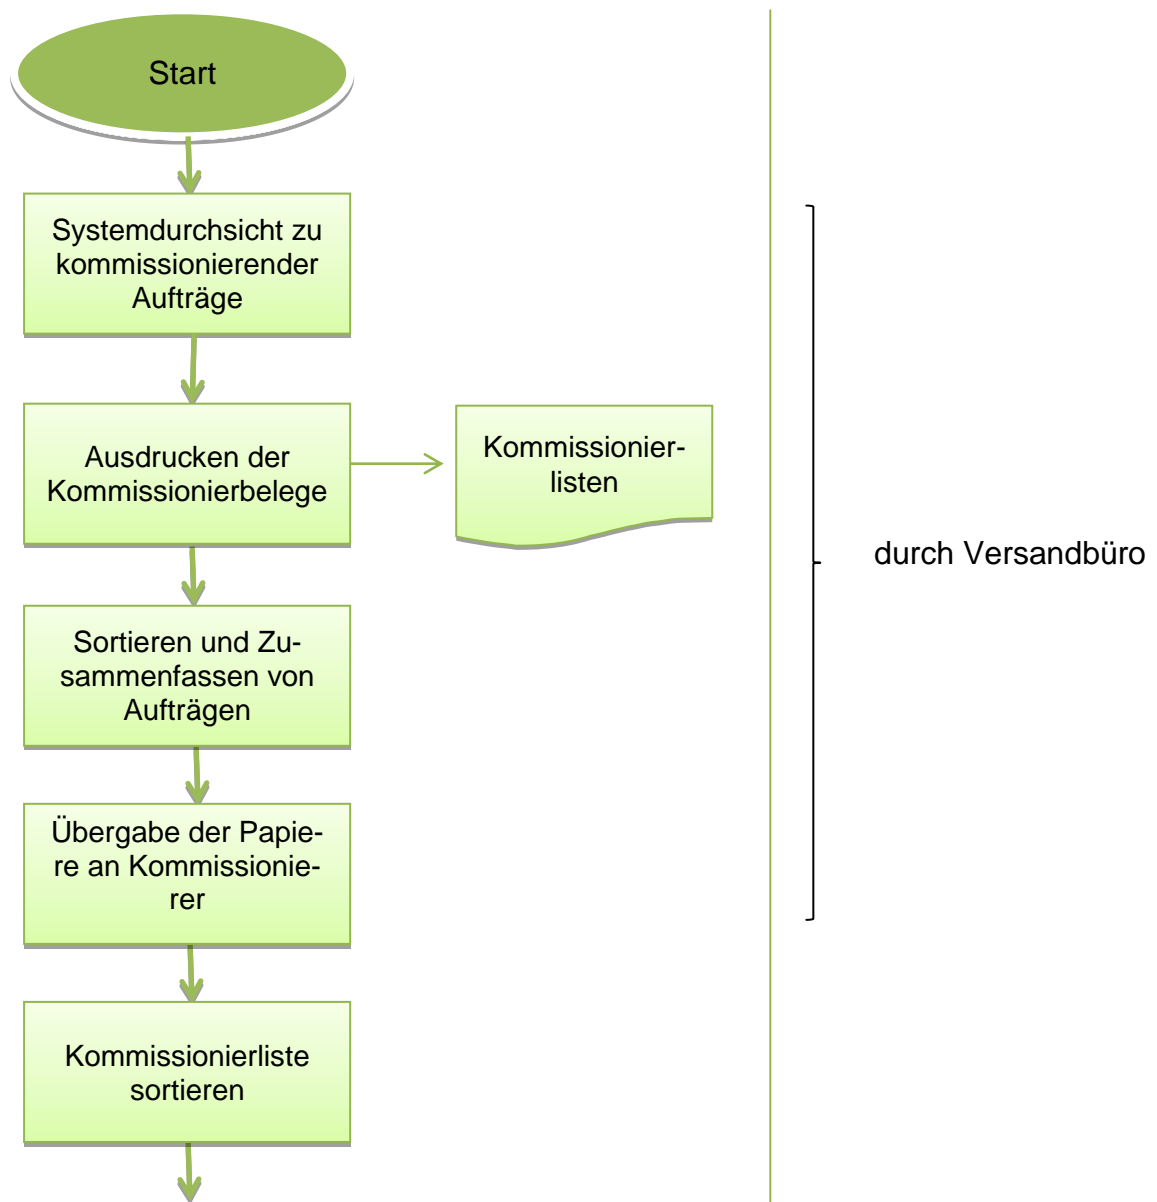 Start
Systemdurchsicht zu
kommissionierender
Aufträge
Ausdrucken der
Kommissionierbelege
Kommissionier-
listen
durch Versandbüro
Sortieren und Zu-
sammenfassen von
Aufträgen
Übergabe der Papie-
re an Kommissionie-
rer
Kommissionierliste
sortieren